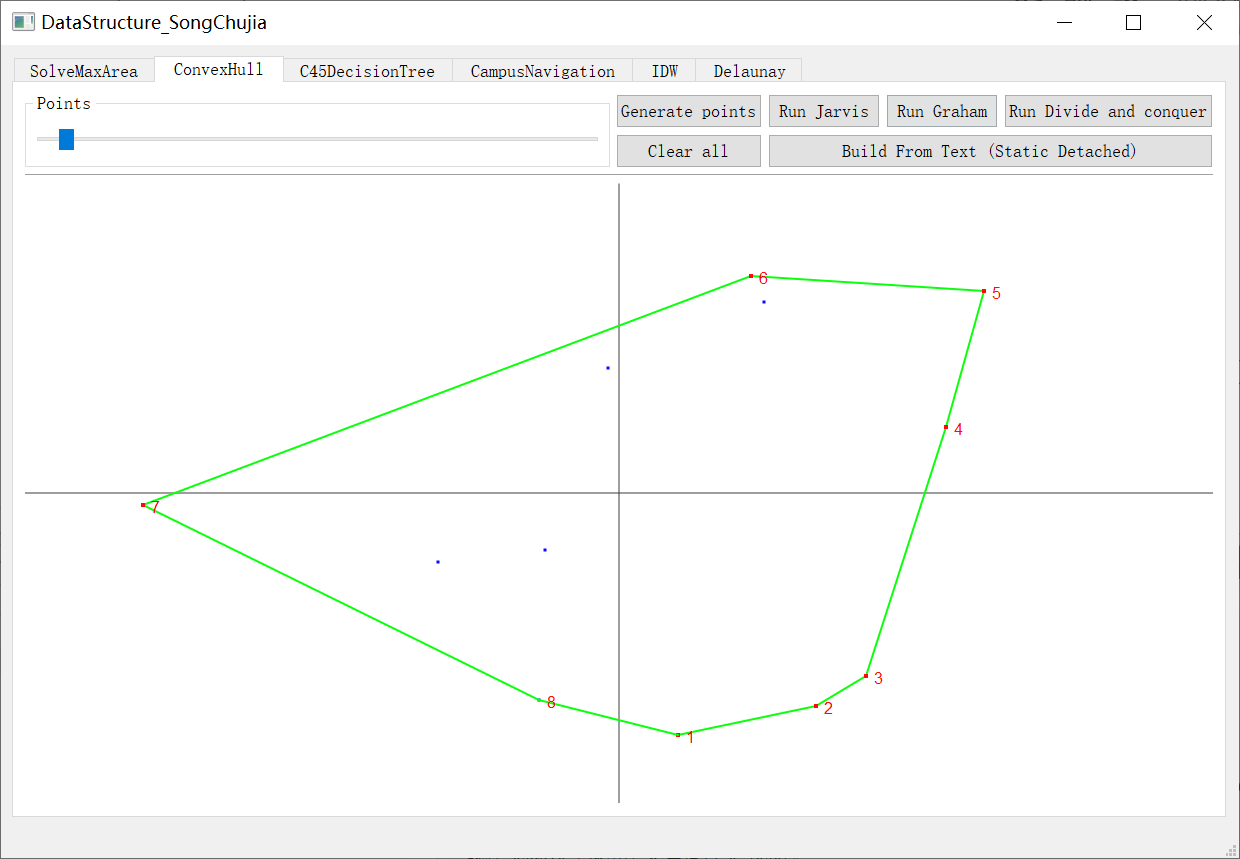 DataStructure_SongChujia
SolveMaxArea ConvexHull C45DecisionTree CampusNavigation IDW Delaunay
Points
Generate points Run Jarvis Run Graham Run Divide and conquer
Clear all Build From Text (Static Detached)
6
5
4
7
3
8
2
1